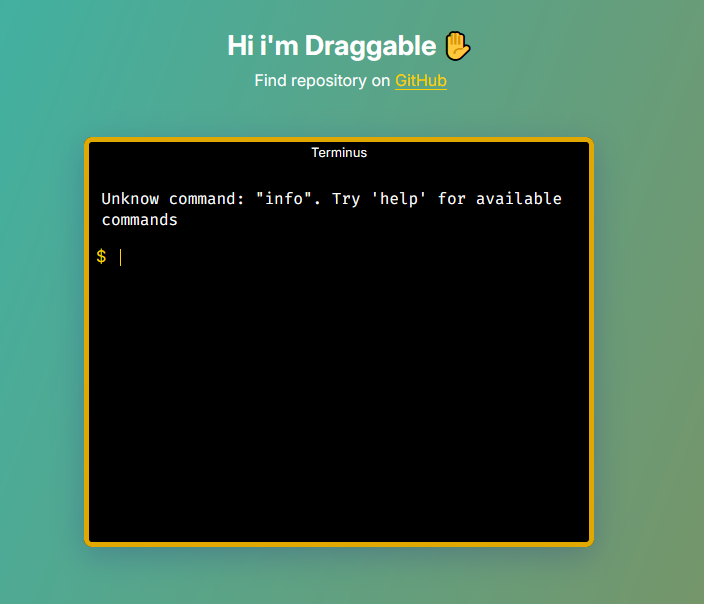 Hi i'm Draggable ✋
Find repository on GitHub
Terminus
Unknow command: "info". Try 'help' for available
commands
$